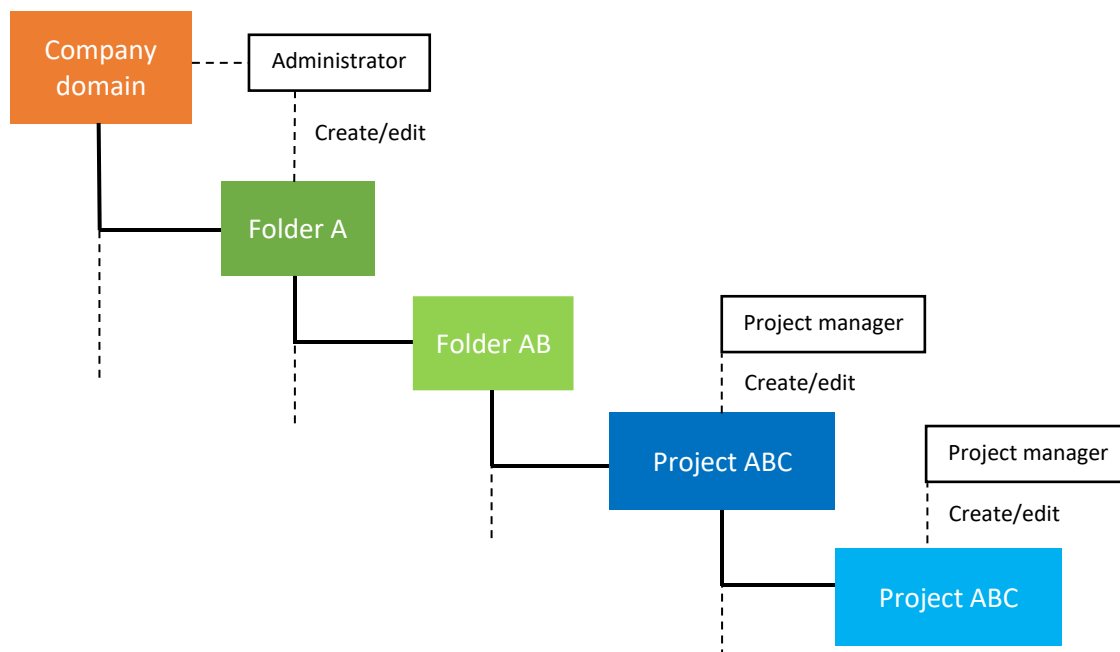 Company
domain
Administrator
Create/edit
Folder A
Folder AB
Project manager
Create/edit
Project ABC
Project manager
Create/edit
Project ABC